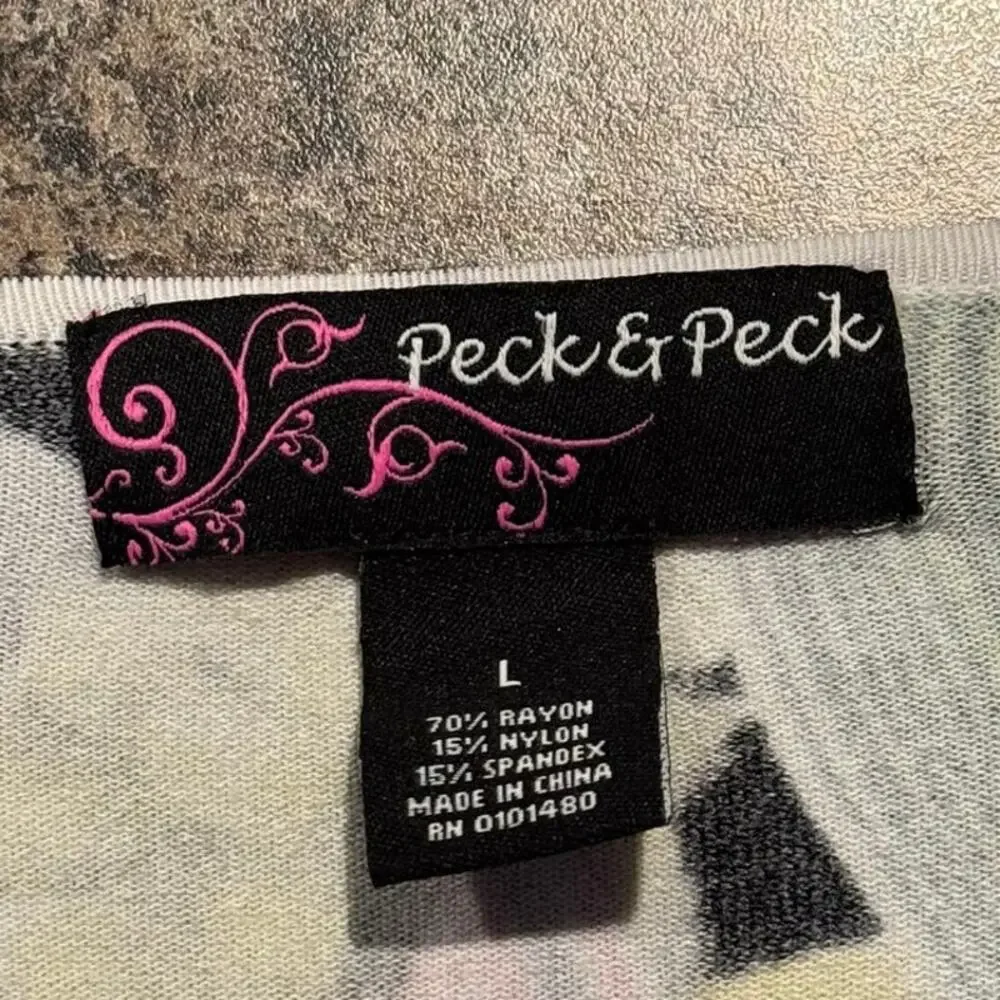 Peck & Peck
L
70% RAYON
15% NYLON
15% SPANDEX
MADE IN CHINA
RN 0101480